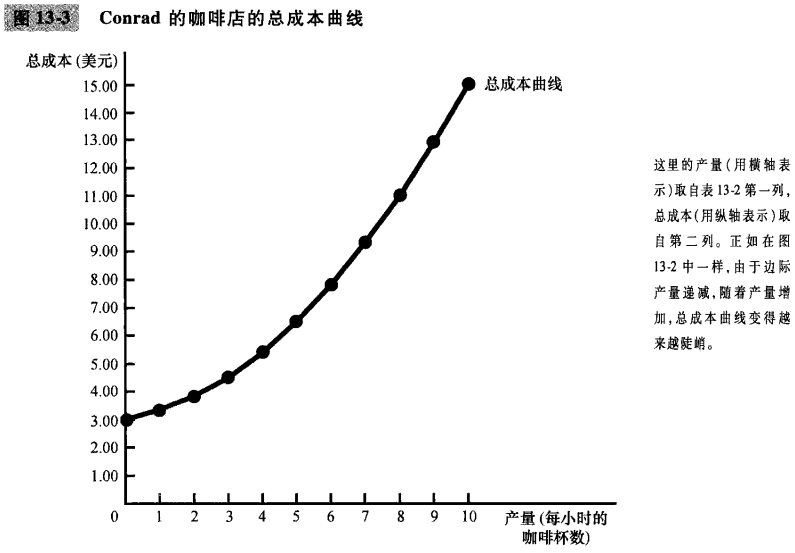 图 13-3 Conrad 的咖啡店的总成本曲线
总成本(美元)
15.00
14.00
13.00
12.00
11.00
10.00
9.00
8.00
7.00
6.00
5.00
4.00
3.00
2.00
1.00
总成本曲线
0 1 2 3 4 5 6 7 8 9 10
产量(每小时的
咖啡杯数)
这里的产量(用横轴表
示)取自表 13-2 第一列,
总成本(用纵轴表示)取
自第二列。正如在图
13-2 中一样,由于边际
产量递减,随着产量增
加,总成本曲线变得越
来越陡峭。